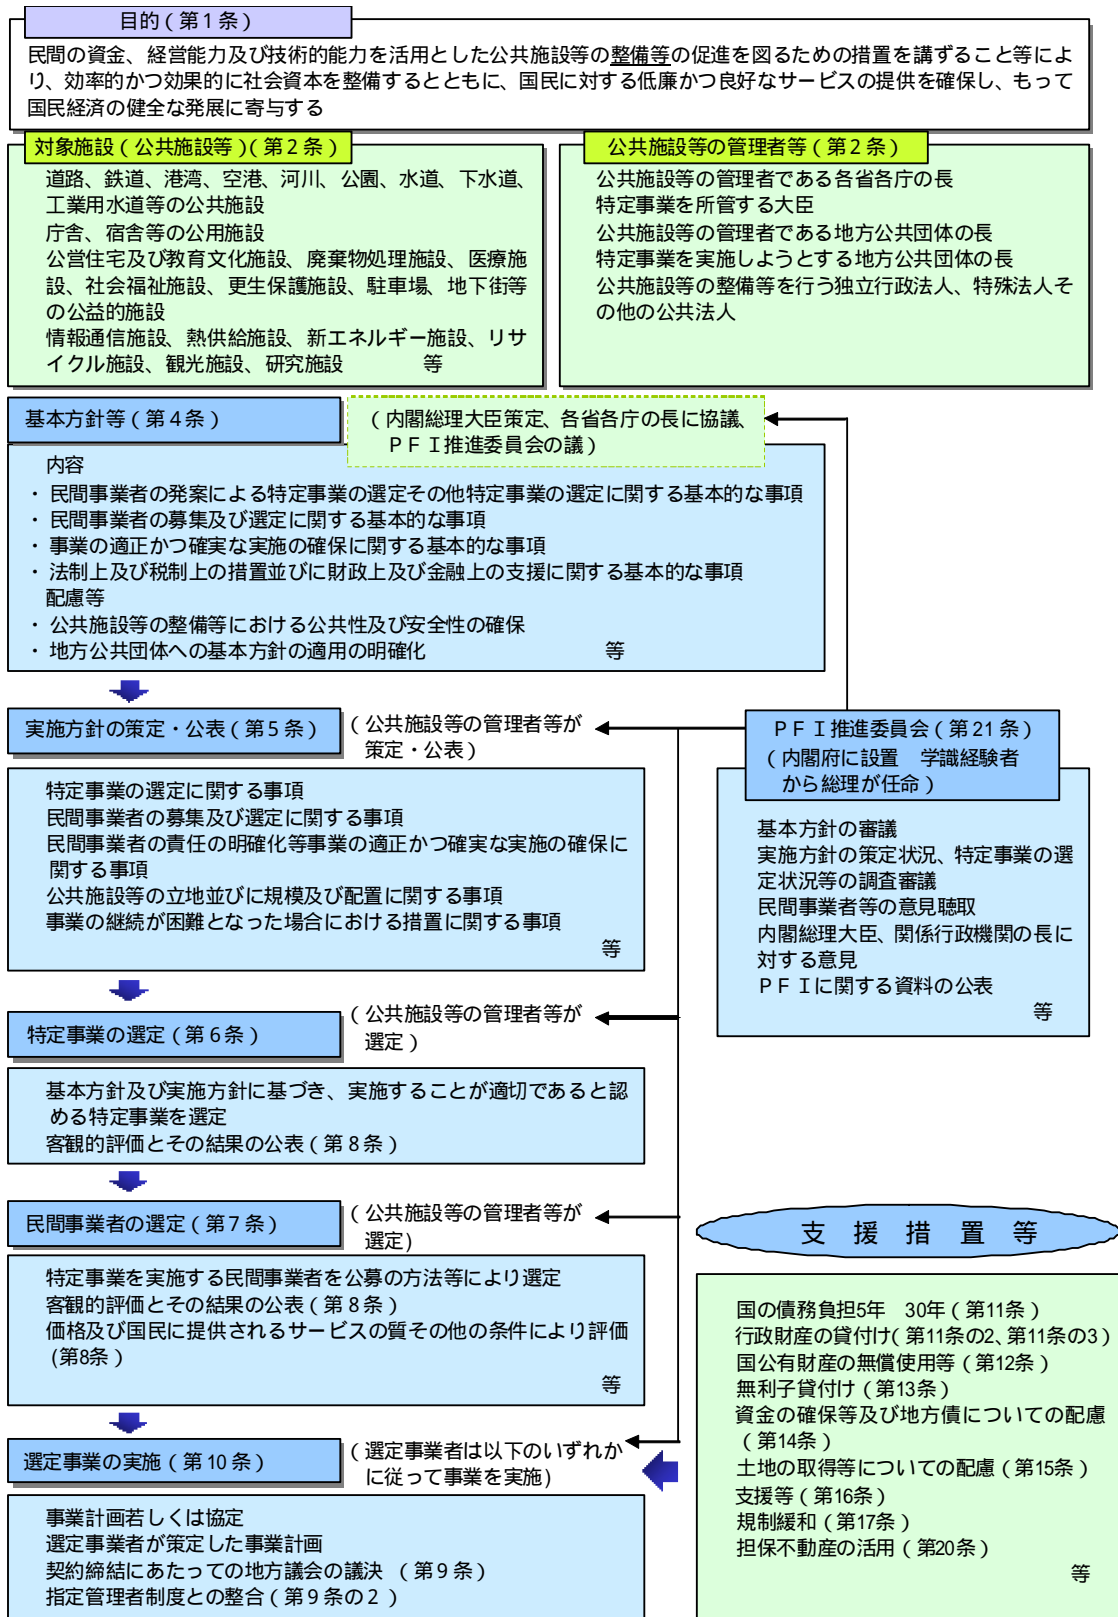 目的(第1条)
民間の資金、経営能力及び技術的能力を活用とした公共施設等の整備等の促進を図るための措置を講ずること等によ
り、効率的かつ効果的に社会資本を整備するとともに、国民に対する低廉かつ良好なサービスの提供を確保し、もって
国民経済の健全な発展に寄与する
対象施設(公共施設等)(第2条)
道路、鉄道、港湾、空港、河川、公園、水道、下水道、
工業用水道等の公共施設
庁舎、宿舎等の公用施設
公営住宅及び教育文化施設、廃棄物処理施設、医療施
設、社会福祉施設、更生保護施設、駐車場、地下街等
の公益的施設
情報通信施設、熱供給施設、新エネルギー施設、リサ
イクル施設、観光施設、研究施設 等
公共施設等の管理者等(第2条)
公共施設等の管理者である各省各庁の長
特定事業を所管する大臣
公共施設等の管理者である地方公共団体の長
特定事業を実施しようとする地方公共団体の長
公共施設等の整備等を行う独立行政法人、特殊法人そ
の他の公共法人
基本方針等(第4条)
(内閣総理大臣策定、各省各庁の長に協議、
PFI推進委員会の議)
内容
・ 民間事業者の発案による特定事業の選定その他特定事業の選定に関する基本的な事項
・ 民間事業者の募集及び選定に関する基本的な事項
・ 事業の適正かつ確実な実施の確保に関する基本的な事項
・ 法制上及び税制上の措置並びに財政上及び金融上の支援に関する基本的な事項
配慮等
・ 公共施設等の整備等における公共性及び安全性の確保
・ 地方公共団体への基本方針の適用の明確化 等
実施方針の策定・公表(第5条)
(公共施設等の管理者等が
策定・公表)
特定事業の選定に関する事項
民間事業者の募集及び選定に関する事項
民間事業者の責任の明確化等事業の適正かつ確実な実施の確保に
関する事項
公共施設等の立地並びに規模及び配置に関する事項
事業の継続が困難となった場合における措置に関する事項
等
PFI推進委員会(第21条)
(内閣府に設置 学識経験者
から総理が任命)
基本方針の審議
実施方針の策定状況、特定事業の選
定状況等の調査審議
民間事業者等の意見聴取
内閣総理大臣、関係行政機関の長に
対する意見
PFIに関する資料の公表
等
特定事業の選定(第6条)
(公共施設等の管理者等が
選定)
基本方針及び実施方針に基づき、実施することが適切であると認
める特定事業を選定
客観的評価とその結果の公表(第8条)
民間事業者の選定(第7条)
(公共施設等の管理者等が
選定)
特定事業を実施する民間事業者を公募の方法等により選定
客観的評価とその結果の公表(第8条)
価格及び国民に提供されるサービスの質その他の条件により評価
(第8条)
等
選定事業の実施(第10条)
(選定事業者は以下のいずれか
に従って事業を実施)
事業計画若しくは協定
選定事業者が策定した事業計画
契約締結にあたっての地方議会の議決 (第9条)
指定管理者制度との整合(第9条の2)
支 援 措 置 等
国の債務負担5年 30年(第11条)
行政財産の貸付け(第11条の2、第11条の3)
国公有財産の無償使用等(第12条)
無利子貸付け(第13条)
資金の確保等及び地方債についての配慮
(第14条)
土地の取得等についての配慮(第15条)
支援等(第16条)
規制緩和(第17条)
担保不動産の活用(第20条)
等